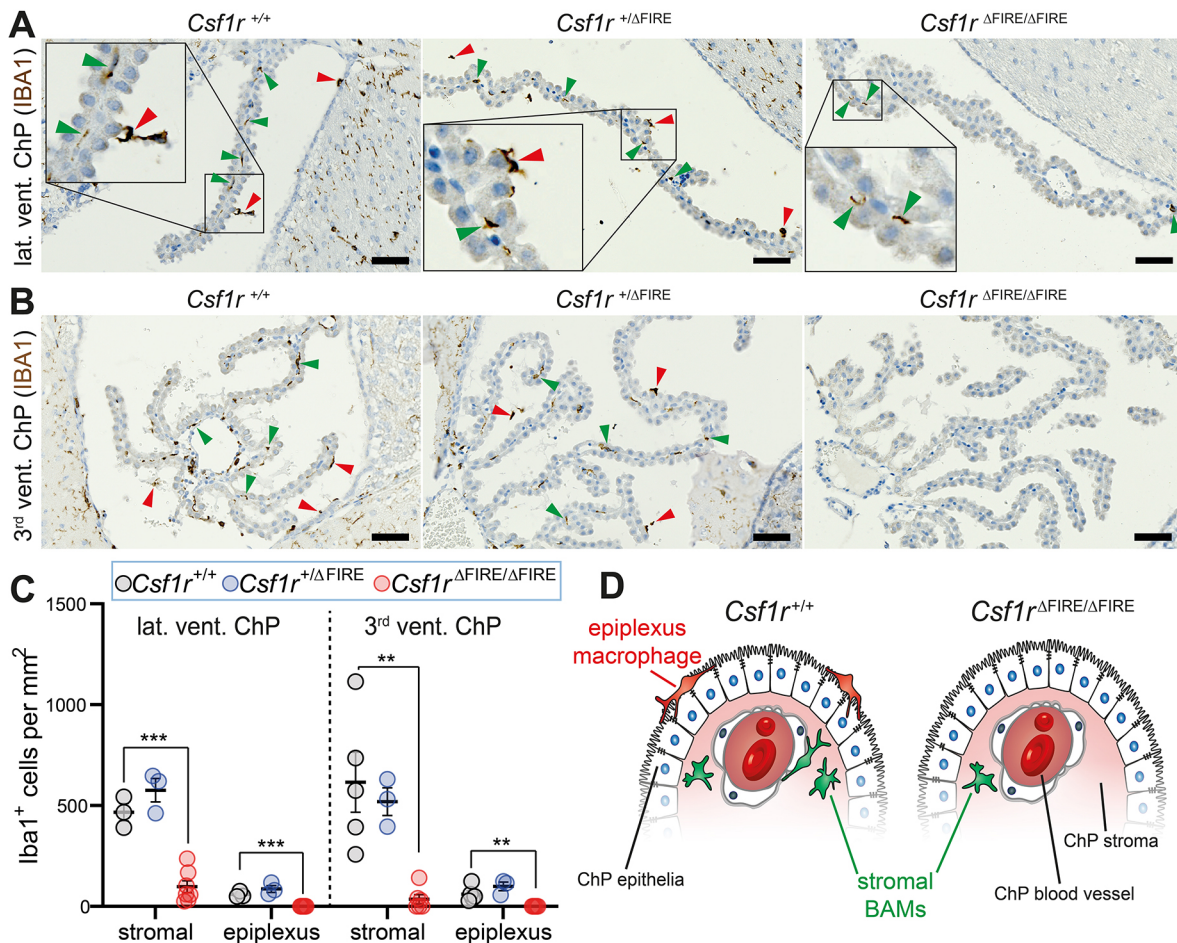 A
Csf1r +/+
Csf1r +/ΔFIRE
Csf1r ΔFIRE/ΔFIRE
lat. vent. ChP (IBA1)
B
Csf1r +/+
Csf1r +/ΔFIRE
Csf1r ΔFIRE/ΔFIRE
3rd vent. ChP (IBA1)
C
Csf1r+/+ Csf1r+/ΔFIRE Csf1rΔFIRE/ΔFIRE
Iba1+ cells per mm2
1500
1000
500
0
lat. vent. ChP
3rd vent. ChP
***
***
**
**
stromal
epiplexus
stromal
epiplexus
D
Csf1r+/+
Csf1rΔFIRE/ΔFIRE
epiplexus
macrophage
ChP epithelia
stromal
BAMs
ChP stroma
ChP blood vessel